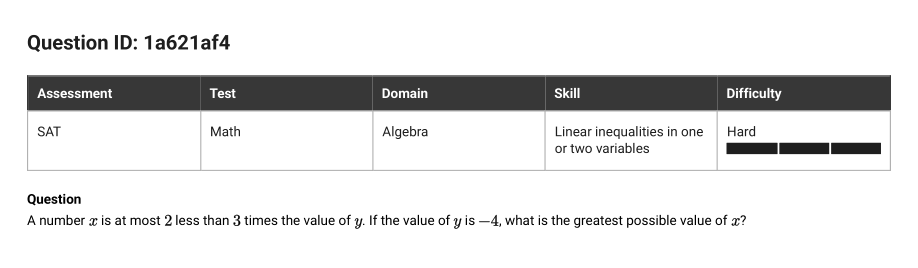 Question ID: 1a621af4
Assessment Test Domain Skill Difficulty
SAT Math Algebra Linear inequalities in one or two variables Hard
Question
A number x is at most 2 less than 3 times the value of y. If the value of y is −4, what is the greatest possible value of x?